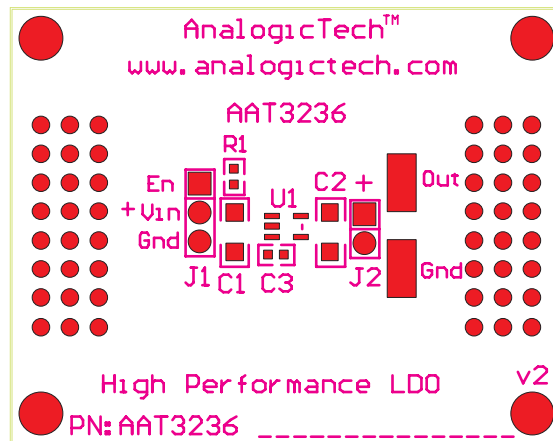 AnalogicTech™
www.analogictech.com
AAT3236
R1
En
U1
C2 +
Out
+ Vin
Gnd
Gnd
J1 C1 C3 J2
High Performance LDO
v2
PN: AAT3236 _______________